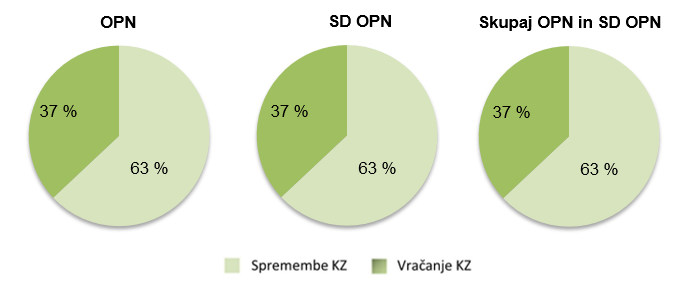 OPN
SD OPN
Skupaj OPN in SD OPN
37 %
63 %
37 %
63 %
37 %
63 %
Spremembe KZ
Vračanje KZ